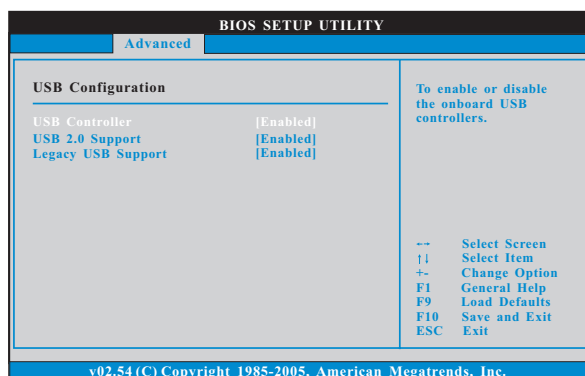 BIOS SETUP UTILITY
Advanced
USB Configuration
USB Controller [Enabled]
USB 2.0 Support [Enabled]
Legacy USB Support [Enabled]
To enable or disable
the onboard USB
controllers.
←→ Select Screen
↑↓ Select Item
+- Change Option
F1 General Help
F9 Load Defaults
F10 Save and Exit
ESC Exit
v02.54 (C) Copyright 1985-2005, American Megatrends, Inc.